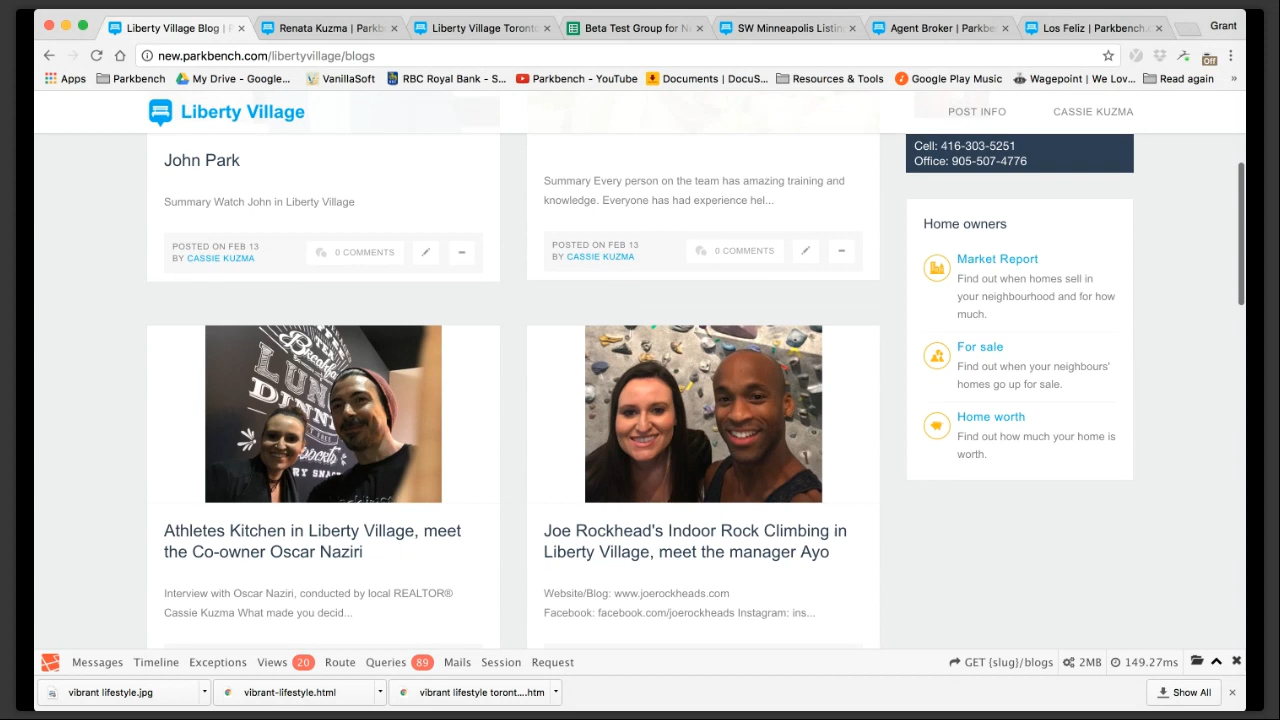 Liberty Village Blog | P
Renata Kuzma | Parkbe
Liberty Village Toronto
Beta Test Group for N
SW Minneapolis Listing
Agent Broker | Parkbe
Los Feliz | Parkbench.c
Grant
new.parkbench.com/libertyvillage/blogs
Off
Apps
Parkbench
My Drive - Google...
VanillaSoft
RBC Royal Bank - S...
Parkbench - YouTube
Documents | DocuS...
Resources & Tools
Google Play Music
Wagepoint | We Lov...
Read again
»
Liberty Village
POST INFO
CASSIE KUZMA
John Park
Summary Watch John in Liberty Village
POSTED ON FEB 13
BY CASSIE KUZMA
0 COMMENTS
Summary Every person on the team has amazing training and
knowledge. Everyone has had experience hel...
POSTED ON FEB 13
BY CASSIE KUZMA
0 COMMENTS
Cell: 416-303-5251
Office: 905-507-4776
Home owners
Market Report
Find out when homes sell in
your neighbourhood and for how
much.
For sale
Find out when your neighbours'
homes go up for sale.
Home worth
Find out how much your home is
worth.
Breakfast
LUN
DINN
Athletes Kitchen in Liberty Village, meet
the Co-owner Oscar Naziri
Interview with Oscar Naziri, conducted by local REALTOR®
Cassie Kuzma What made you decid...
Joe Rockhead's Indoor Rock Climbing in
Liberty Village, meet the manager Ayo
Website/Blog: www.joerockheads.com
Facebook: facebook.com/joerockheads Instagram: ins...
Messages
Timeline
Exceptions
Views 20
Route
Queries 89
Mails
Session
Request
GET {slug}/blogs
2MB
149.27ms
vibrant lifestyle.jpg
vibrant-lifestyle.html
vibrant lifestyle toront....htm
Show All